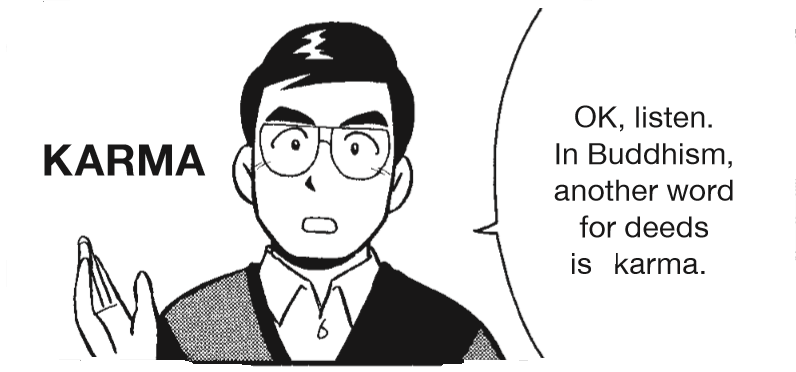 KARMA
OK, listen.
In Buddhism,
another word
for deeds
is karma.